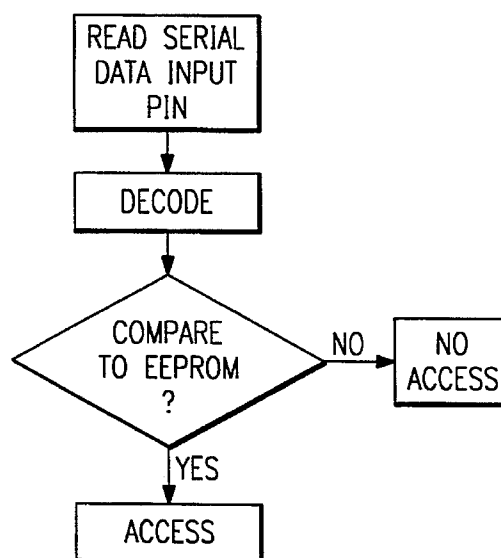 READ SERIAL
DATA INPUT
PIN
DECODE
COMPARE
TO EEPROM
?
NO
NO
ACCESS
YES
ACCESS